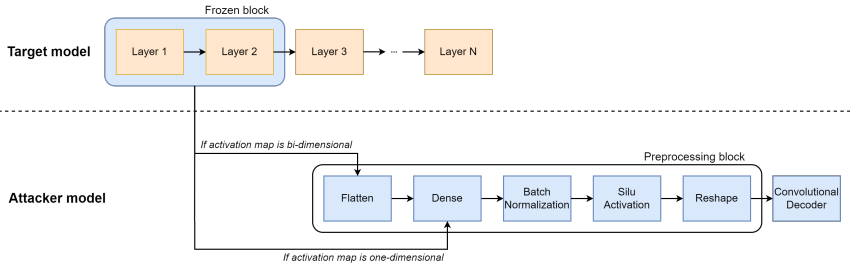 Frozen block
Target model
Layer 1
Layer 2
Layer 3
...
Layer N
If activation map is bi-dimensional
Preprocessing block
Attacker model
Flatten
Dense
Batch
Normalization
Silu
Activation
Reshape
Convolutional
Decoder
If activation map is one-dimensional